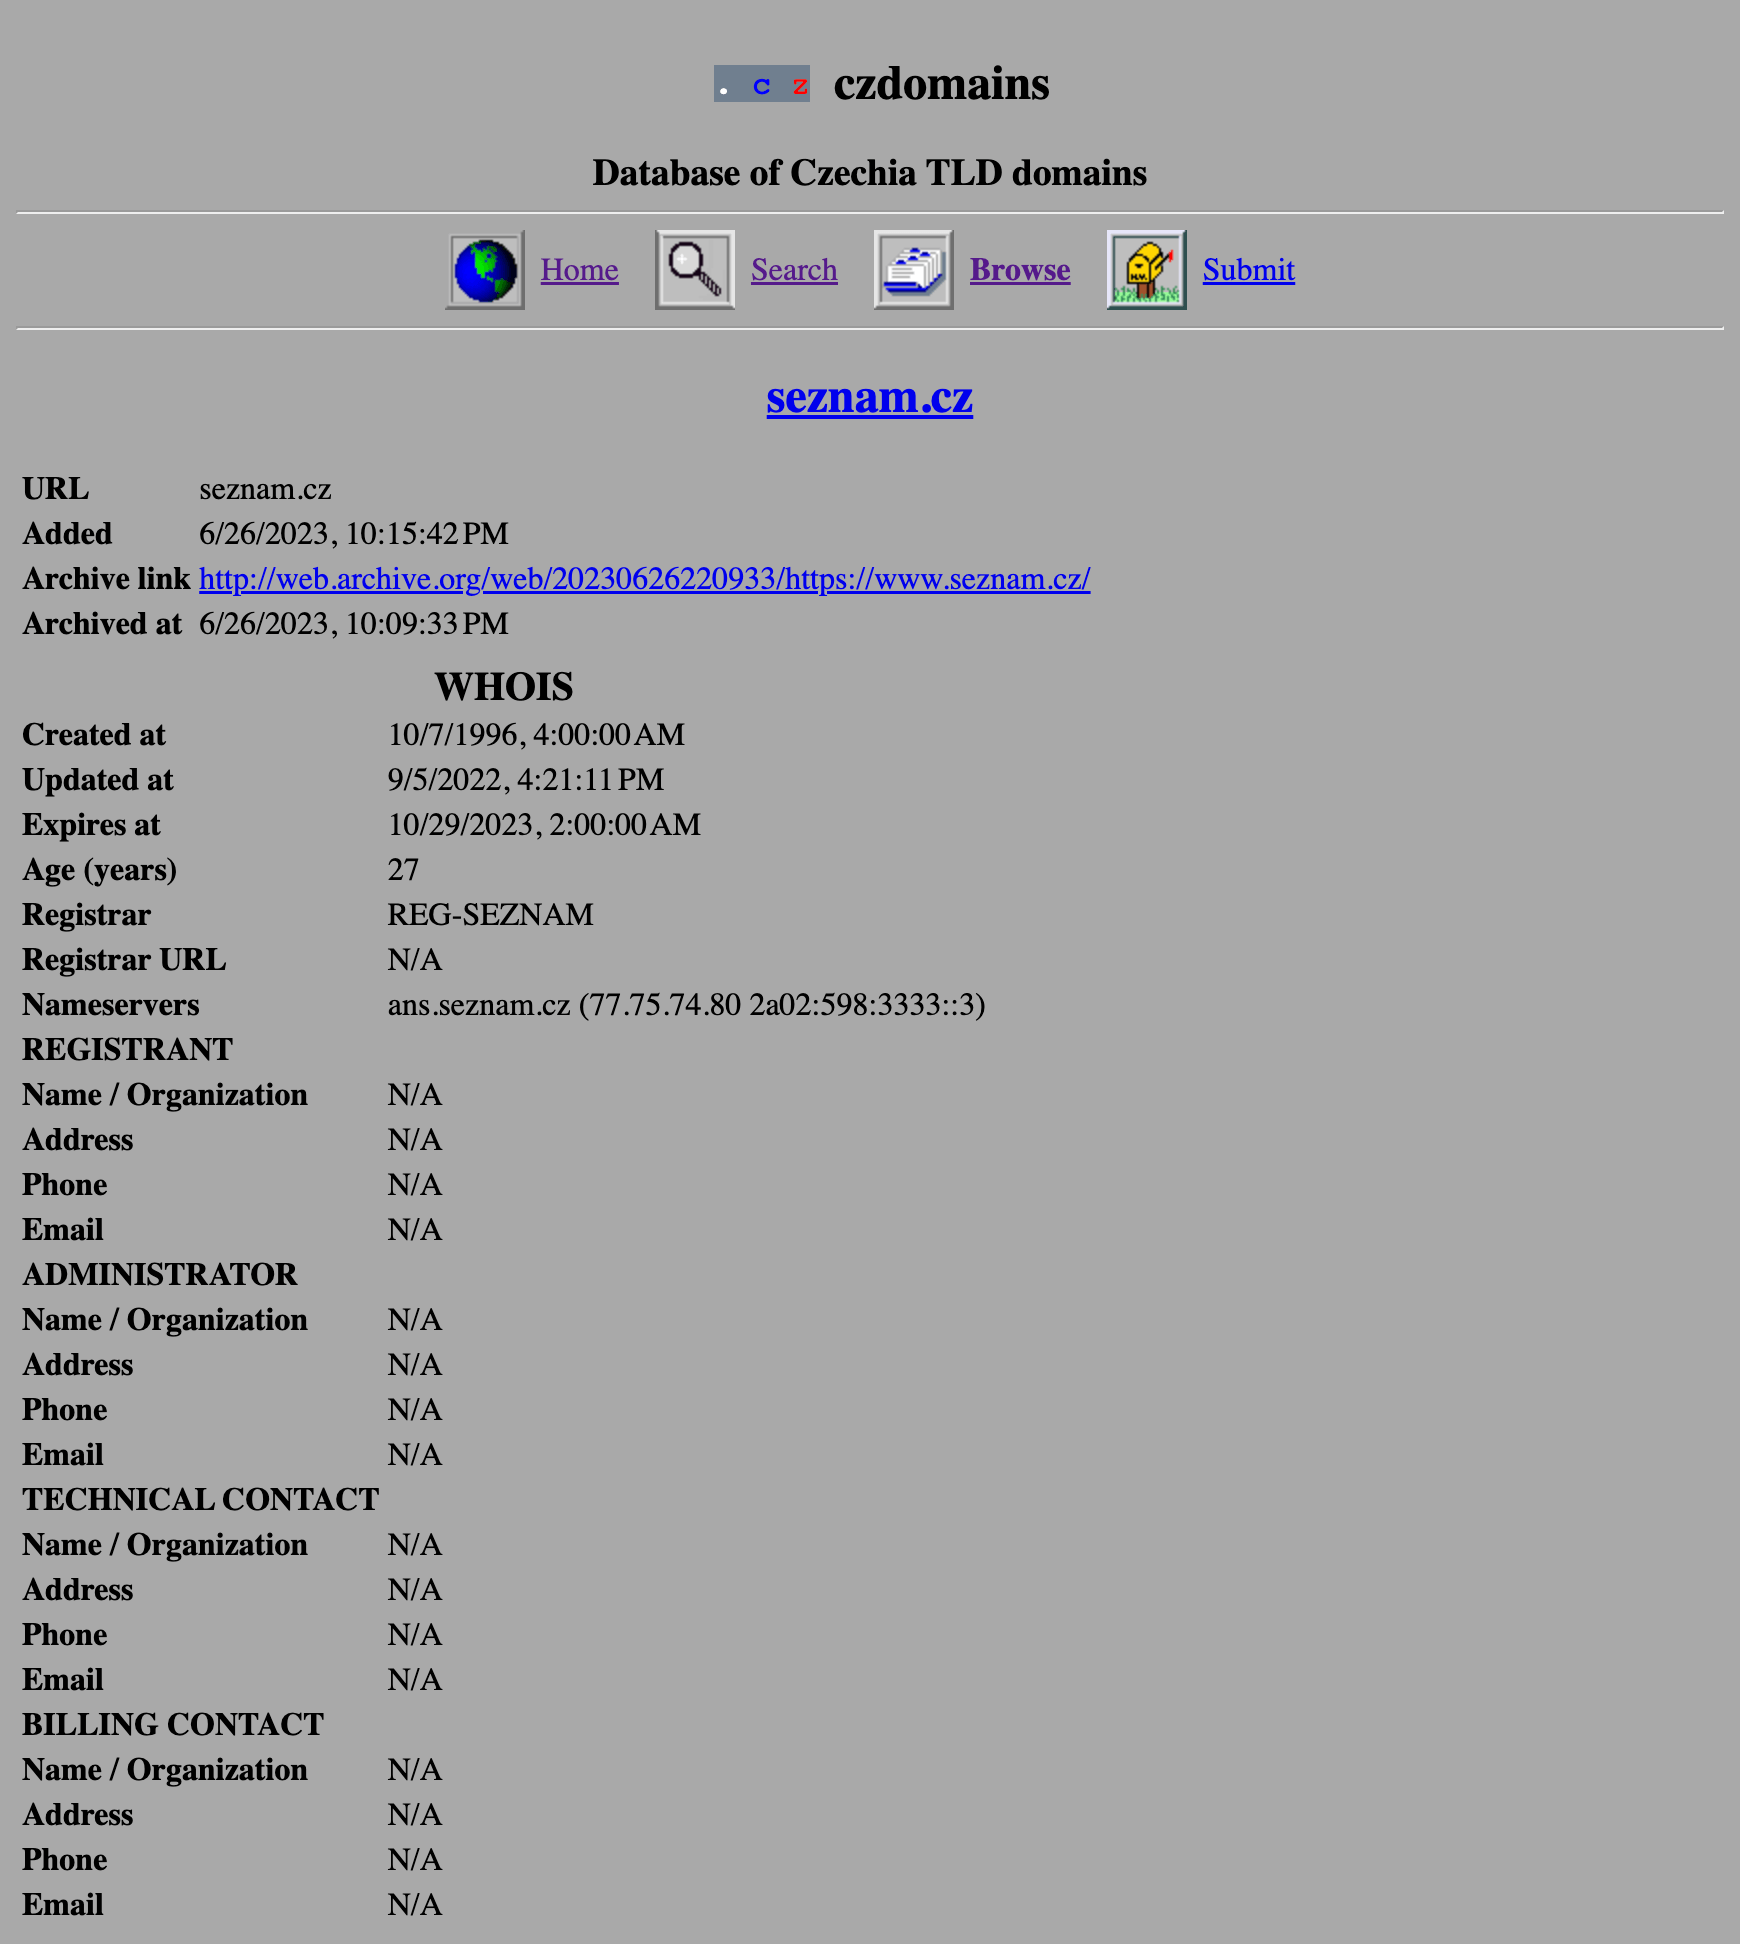 . c z czdomains
Database of Czechia TLD domains
Home Search Browse Submit
seznam.cz
URL seznam.cz
Added 6/26/2023, 10:15:42 PM
Archive link http://web.archive.org/web/20230626220933/https://www.seznam.cz/
Archived at 6/26/2023, 10:09:33 PM
WHOIS
Created at 10/7/1996, 4:00:00 AM
Updated at 9/5/2022, 4:21:11 PM
Expires at 10/29/2023, 2:00:00 AM
Age (years) 27
Registrar REG-SEZNAM
Registrar URL N/A
Nameservers ans.seznam.cz (77.75.74.80 2a02:598:3333::3)
REGISTRANT
Name / Organization N/A
Address N/A
Phone N/A
Email N/A
ADMINISTRATOR
Name / Organization N/A
Address N/A
Phone N/A
Email N/A
TECHNICAL CONTACT
Name / Organization N/A
Address N/A
Phone N/A
Email N/A
BILLING CONTACT
Name / Organization N/A
Address N/A
Phone N/A
Email N/A